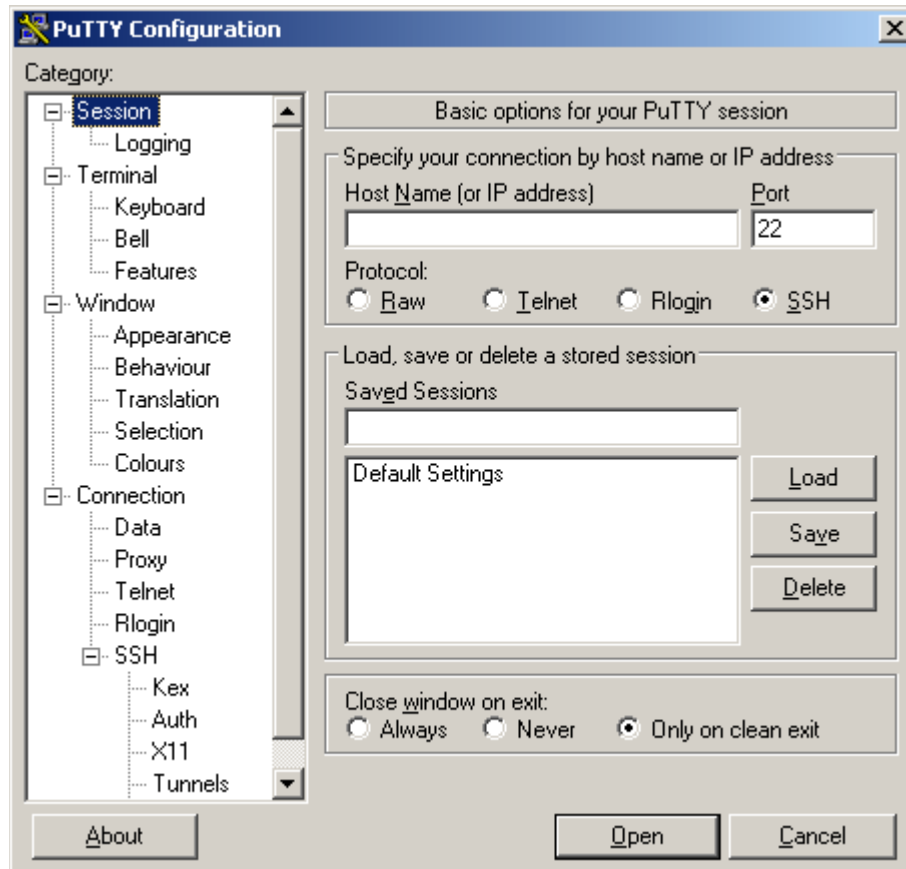 PuTTY Configuration
Category:
Session
Logging
Terminal
Keyboard
Bell
Features
Window
Appearance
Behaviour
Translation
Selection
Colours
Connection
Data
Proxy
Telnet
Rlogin
SSH
Kex
Auth
X11
Tunnels
Basic options for your PuTTY session
Specify your connection by host name or IP address
Host Name (or IP address) Port
22
Protocol:
Raw Telnet Rlogin SSH
Load, save or delete a stored session
Saved Sessions
Default Settings
Load
Save
Delete
Close window on exit:
Always Never Only on clean exit
About Open Cancel